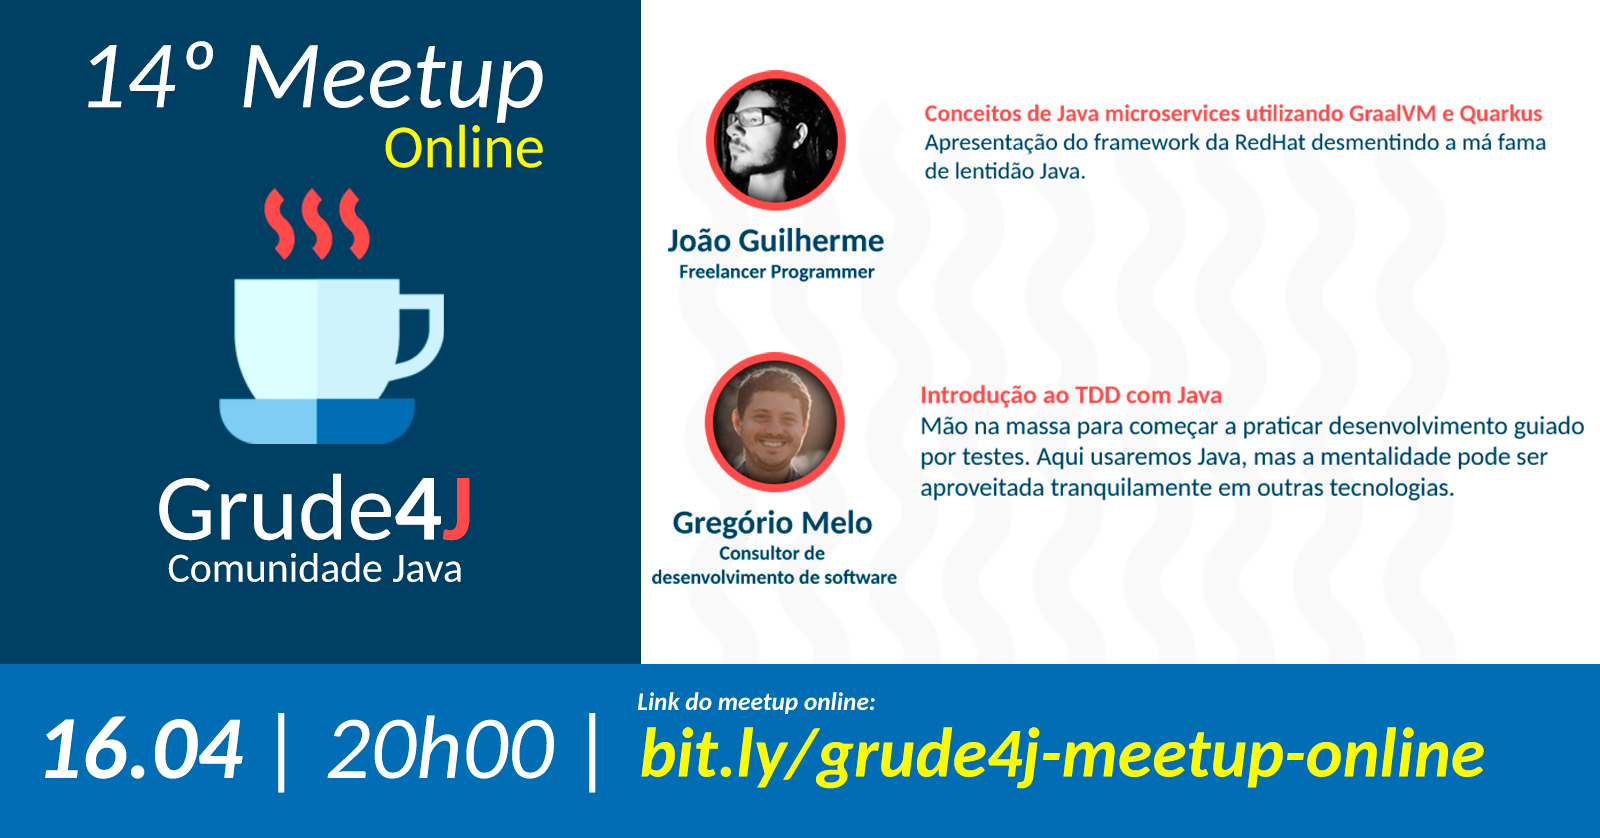 14º Meetup
Online
Grude4J
Comunidade Java
João Guilherme
Freelancer Programmer
Conceitos de Java microservices utilizando GraalVM e Quarkus
Apresentação do framework da RedHat desmentindo a má fama
de lentidão Java.
Gregório Melo
Consultor de
desenvolvimento de software
Introdução ao TDD com Java
Mão na massa para começar a praticar desenvolvimento guiado
por testes. Aqui usaremos Java, mas a mentalidade pode ser
aproveitada tranquilamente em outras tecnologias.
16.04 | 20h00 |
Link do meetup online:
bit.ly/grude4j-meetup-online